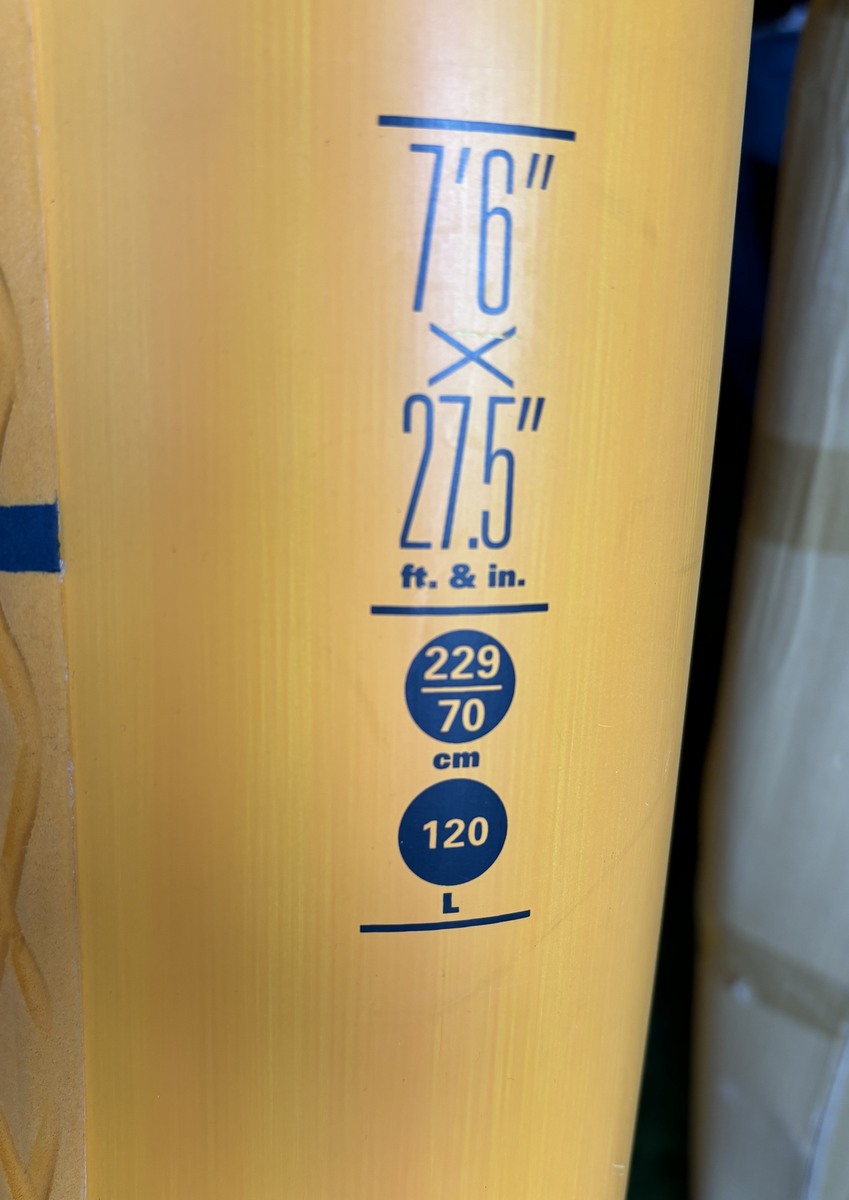 7'6"
×
27.5"
ft. & in.
229
70
cm
120
L